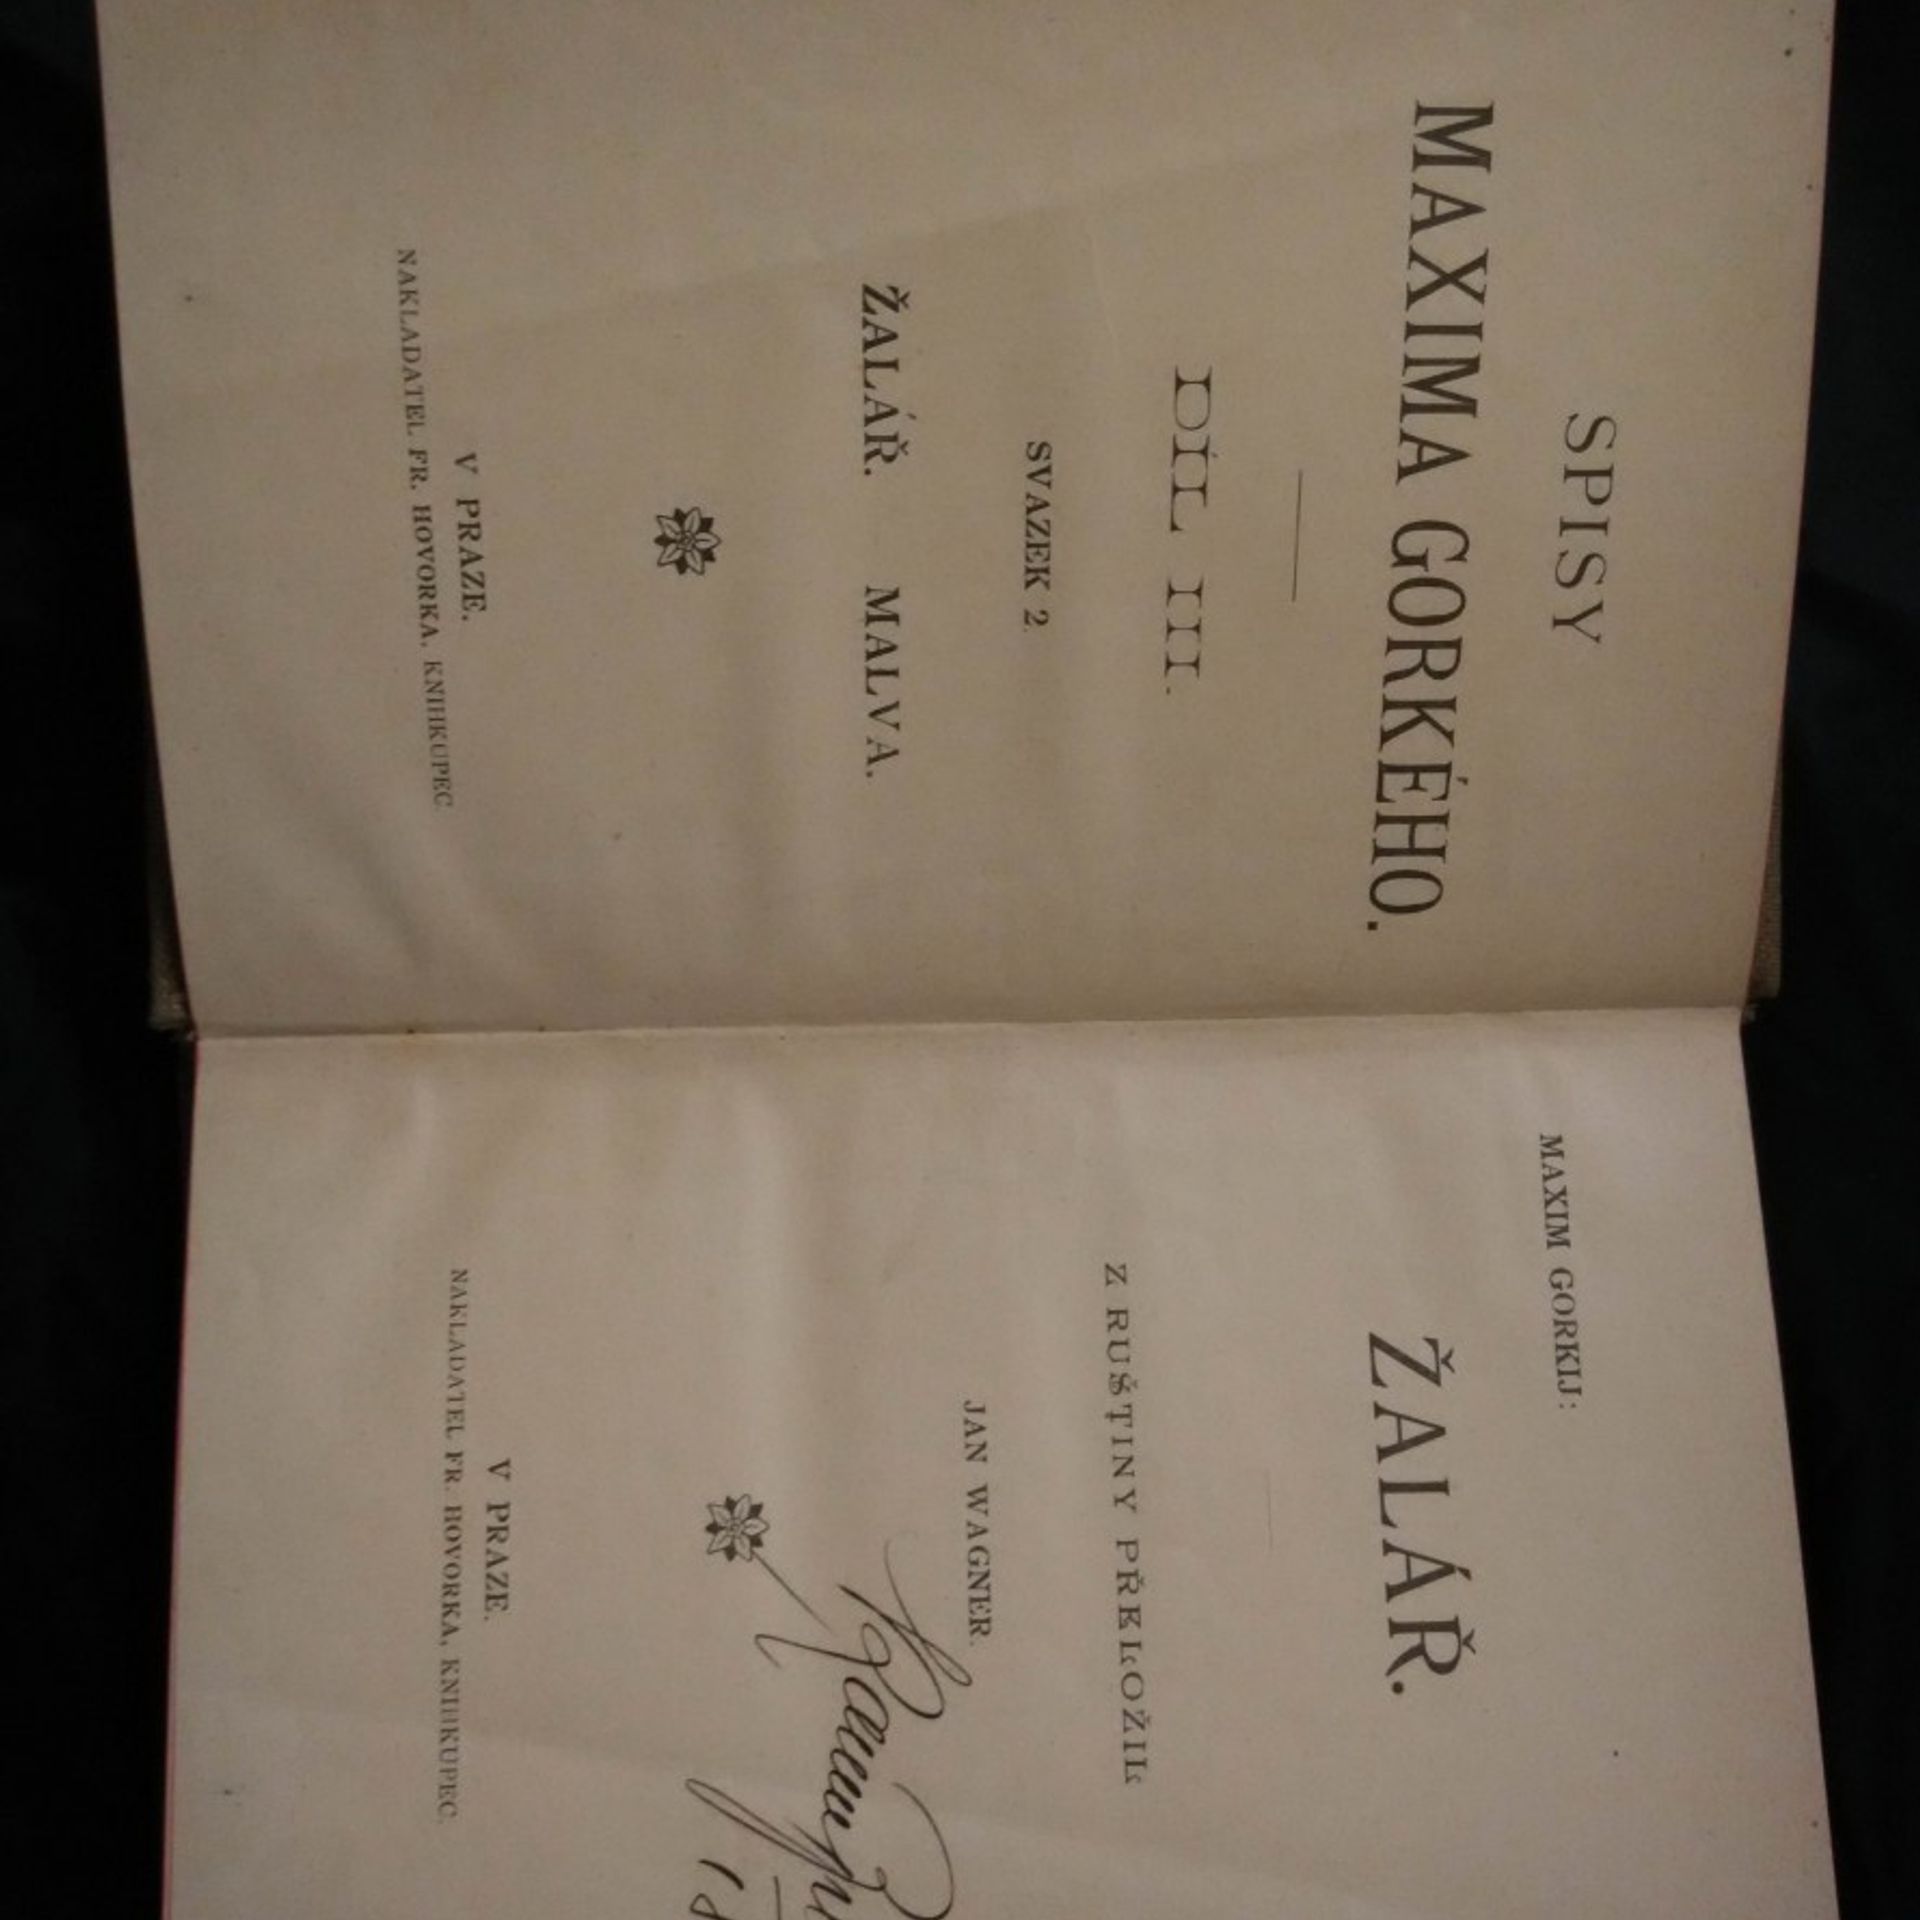 SPISY
MAXIMA GORKÉHO.
DÍL III.
SVAZEK 2.
ŽALÁŘ. MALVA.
V PRAZE.
NAKLADATEL FR. HOVORKA, KNIHKUPEC.
MAXIM GORKIJ:
ŽALÁŘ.
Z RUŠTINY PŘELOŽIL
JAN WAGNER.
V PRAZE.
NAKLADATEL FR. HOVORKA, KNIHKUPEC.